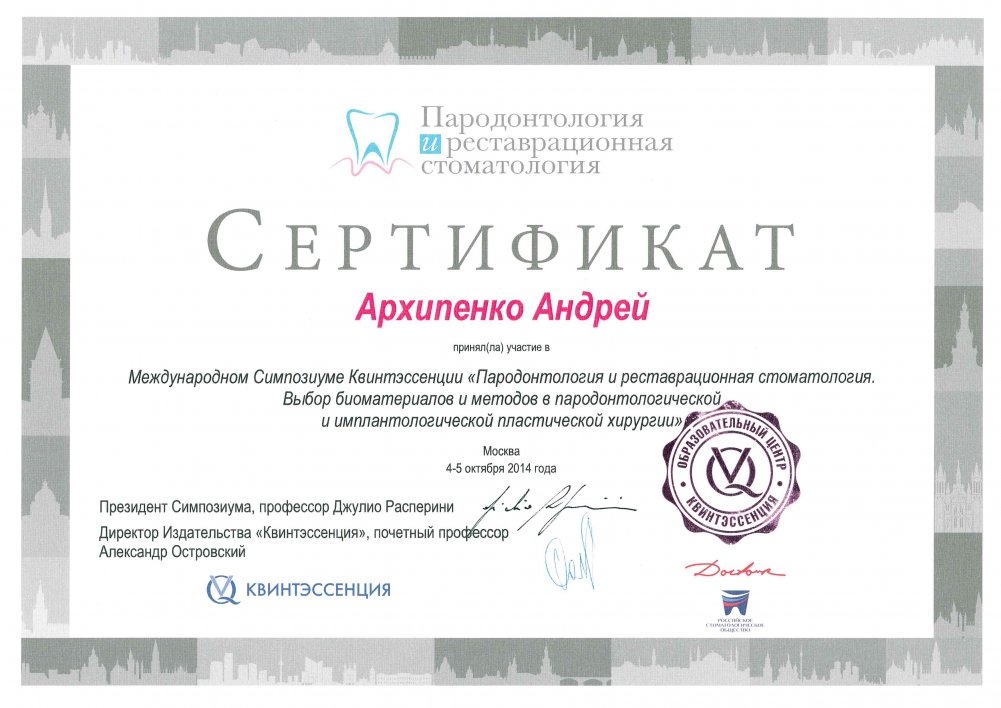 Пародонтология
и реставрационная
стоматология
СЕРТИФИКАТ
Архипенко Андрей
принял(ла) участие в
Международном Симпозиуме Квинтэссенции «Пародонтология и реставрационная стоматология.
Выбор биоматериалов и методов в пародонтологической
и имплантологической пластической хирургии»
Москва
4-5 октября 2014 года
ОБРАЗОВАТЕЛЬНЫЙ ЦЕНТР
КВИНТЭССЕНЦИЯ
Президент Симпозиума, профессор Джулио Расперини
Директор Издательства «Квинтэссенция», почетный профессор
Александр Островский
КВИНТЭССЕНЦИЯ
РОССИЙСКОЕ
СТОМАТОЛОГИЧЕСКОЕ
ОБЩЕСТВО